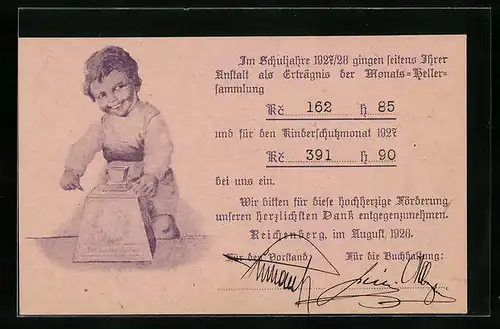 Im Schuljahre 1927/28 gingen seitens Ihrer
Anstalt als Erträgnis der Monats-Heller-
sammlung
Kč 162 h 85
und für den Kinderschutzmonat 1927
Kč 391 h 90
bei uns ein.
Wir bitten für diese hochherzige Förderung
unseren herzlichsten Dank entgegenzunehmen.
Reichenberg, im August 1928.
Für den Vorstand: Für die Buchhaltung: